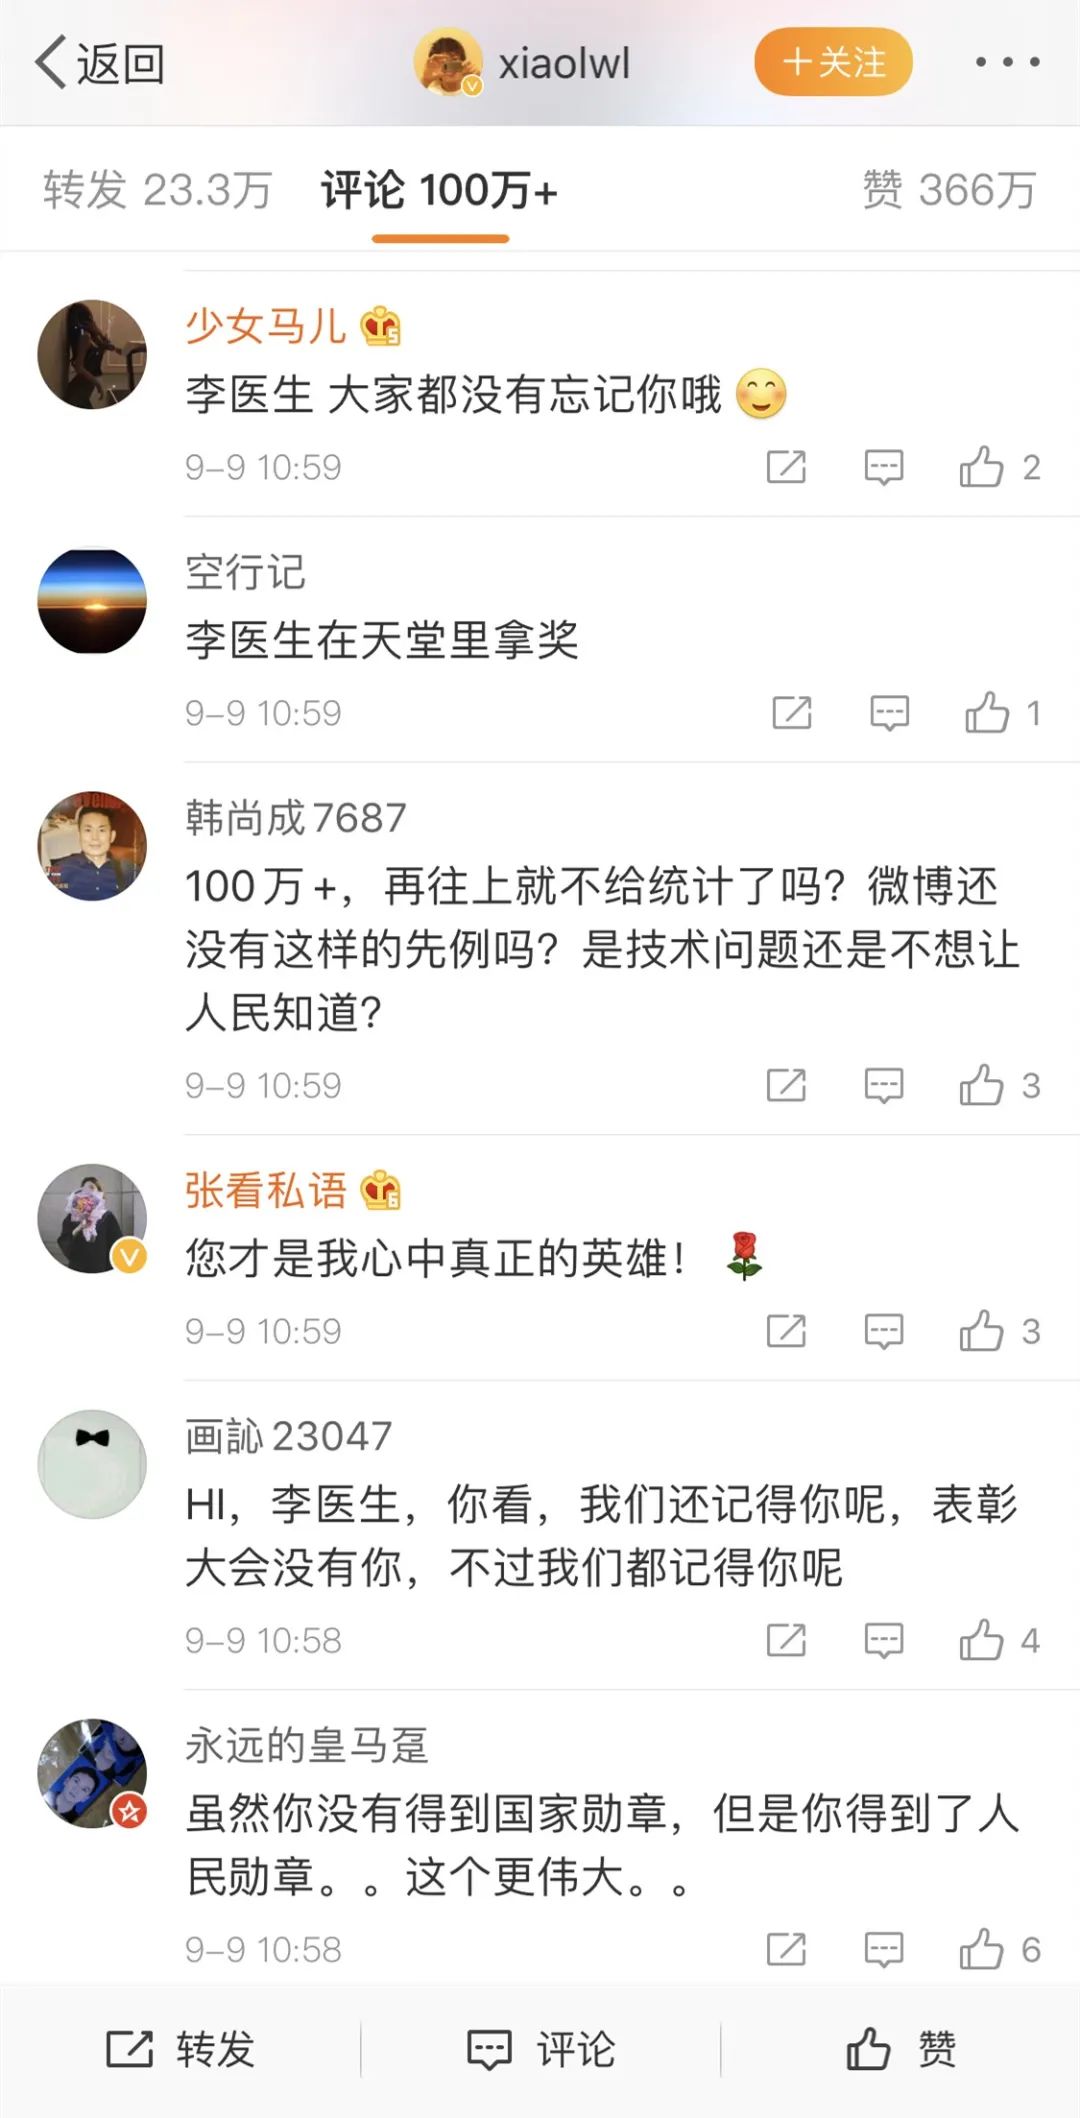 返回
xiaolwl
+关注
转发 23.3万
评论 100万+
赞 366万
少女马儿
李医生 大家都没有忘记你哦
9-9 10:59
2
空行记
李医生在天堂里拿奖
9-9 10:59
1
韩尚成7687
100万+，再往上就不给统计了吗？微博还
没有这样的先例吗？是技术问题还是不想让
人民知道？
9-9 10:59
3
张看私语
您才是我心中真正的英雄！
9-9 10:59
3
画訫23047
HI，李医生，你看，我们还记得你呢，表彰
大会没有你，不过我们都记得你呢
9-9 10:58
4
永远的皇马趸
虽然你没有得到国家勋章，但是你得到了人
民勋章。。这个更伟大。。
9-9 10:58
6
转发
评论
赞